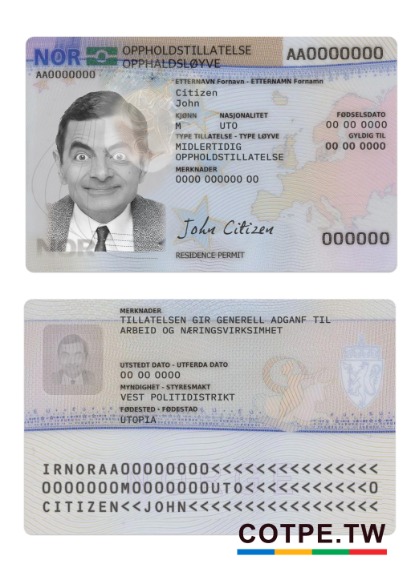 NOR OPPHOLDSTILLATELSE AA0000000
OPPHALDSLØYVE
AA0000000
ETTERNAVN Fornavn - ETTERNAMN Fornamn
Citizen
John
KJØNN NASJONALITET FØDSELSDATO
M UTO 00 00 0000
TYPE TILLATELSE - TYPE LØYVE GYLDIG TIL
MIDLERTIDIG 00 00 0000
OPPHOLDSTILLATELSE
MERKNADER
0000 000000 00
John Citizen
NOR 000000
RESIDENCE PERMIT
MERKNADER
TILLATELSEN GIR GENERELL ADGANF TIL
ARBEID OG NÆRINGSVIRKSIMHET
UTSTEDT DATO - UTFERDA DATO
00 00 0000
MYNDIGHET - STYRESMAKT
VEST POLITIDISTRIKT
FØDESTED • FØDESTAD
UTOPIA
IRNORAA00000000<<<<<<<<<<<<<<<
0000000M0000000UTO<<<<<<<<<<<0
CITIZEN<<JOHN<<<<<<<<<<<<<<<<<
COTPE.TW